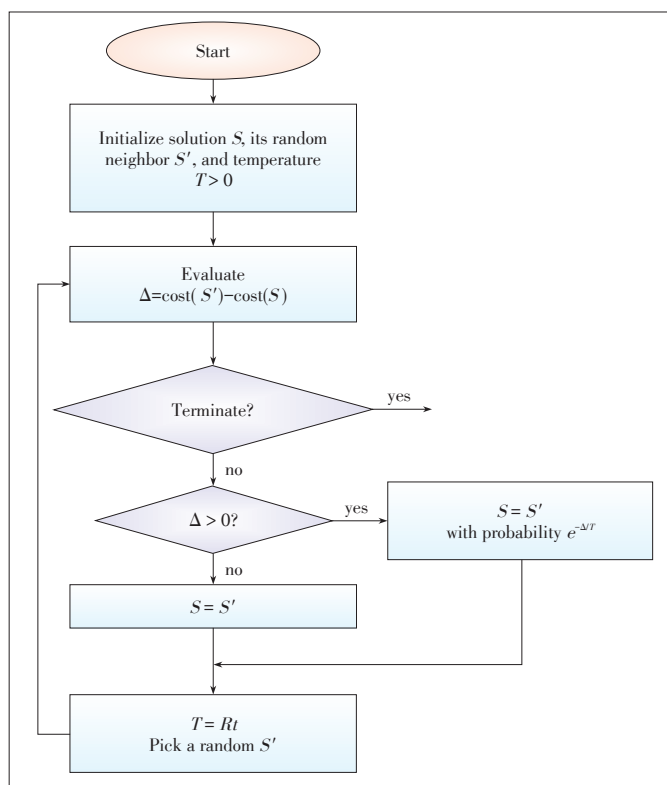 Start
Initialize solution S, its random
neighbor S′, and temperature
T > 0
Evaluate
Δ=cost( S′)−cost(S)
Terminate?
yes
no
Δ > 0?
yes
S = S′
with probability e^{-Δ/T}
no
S = S′
T = Rt
Pick a random S′